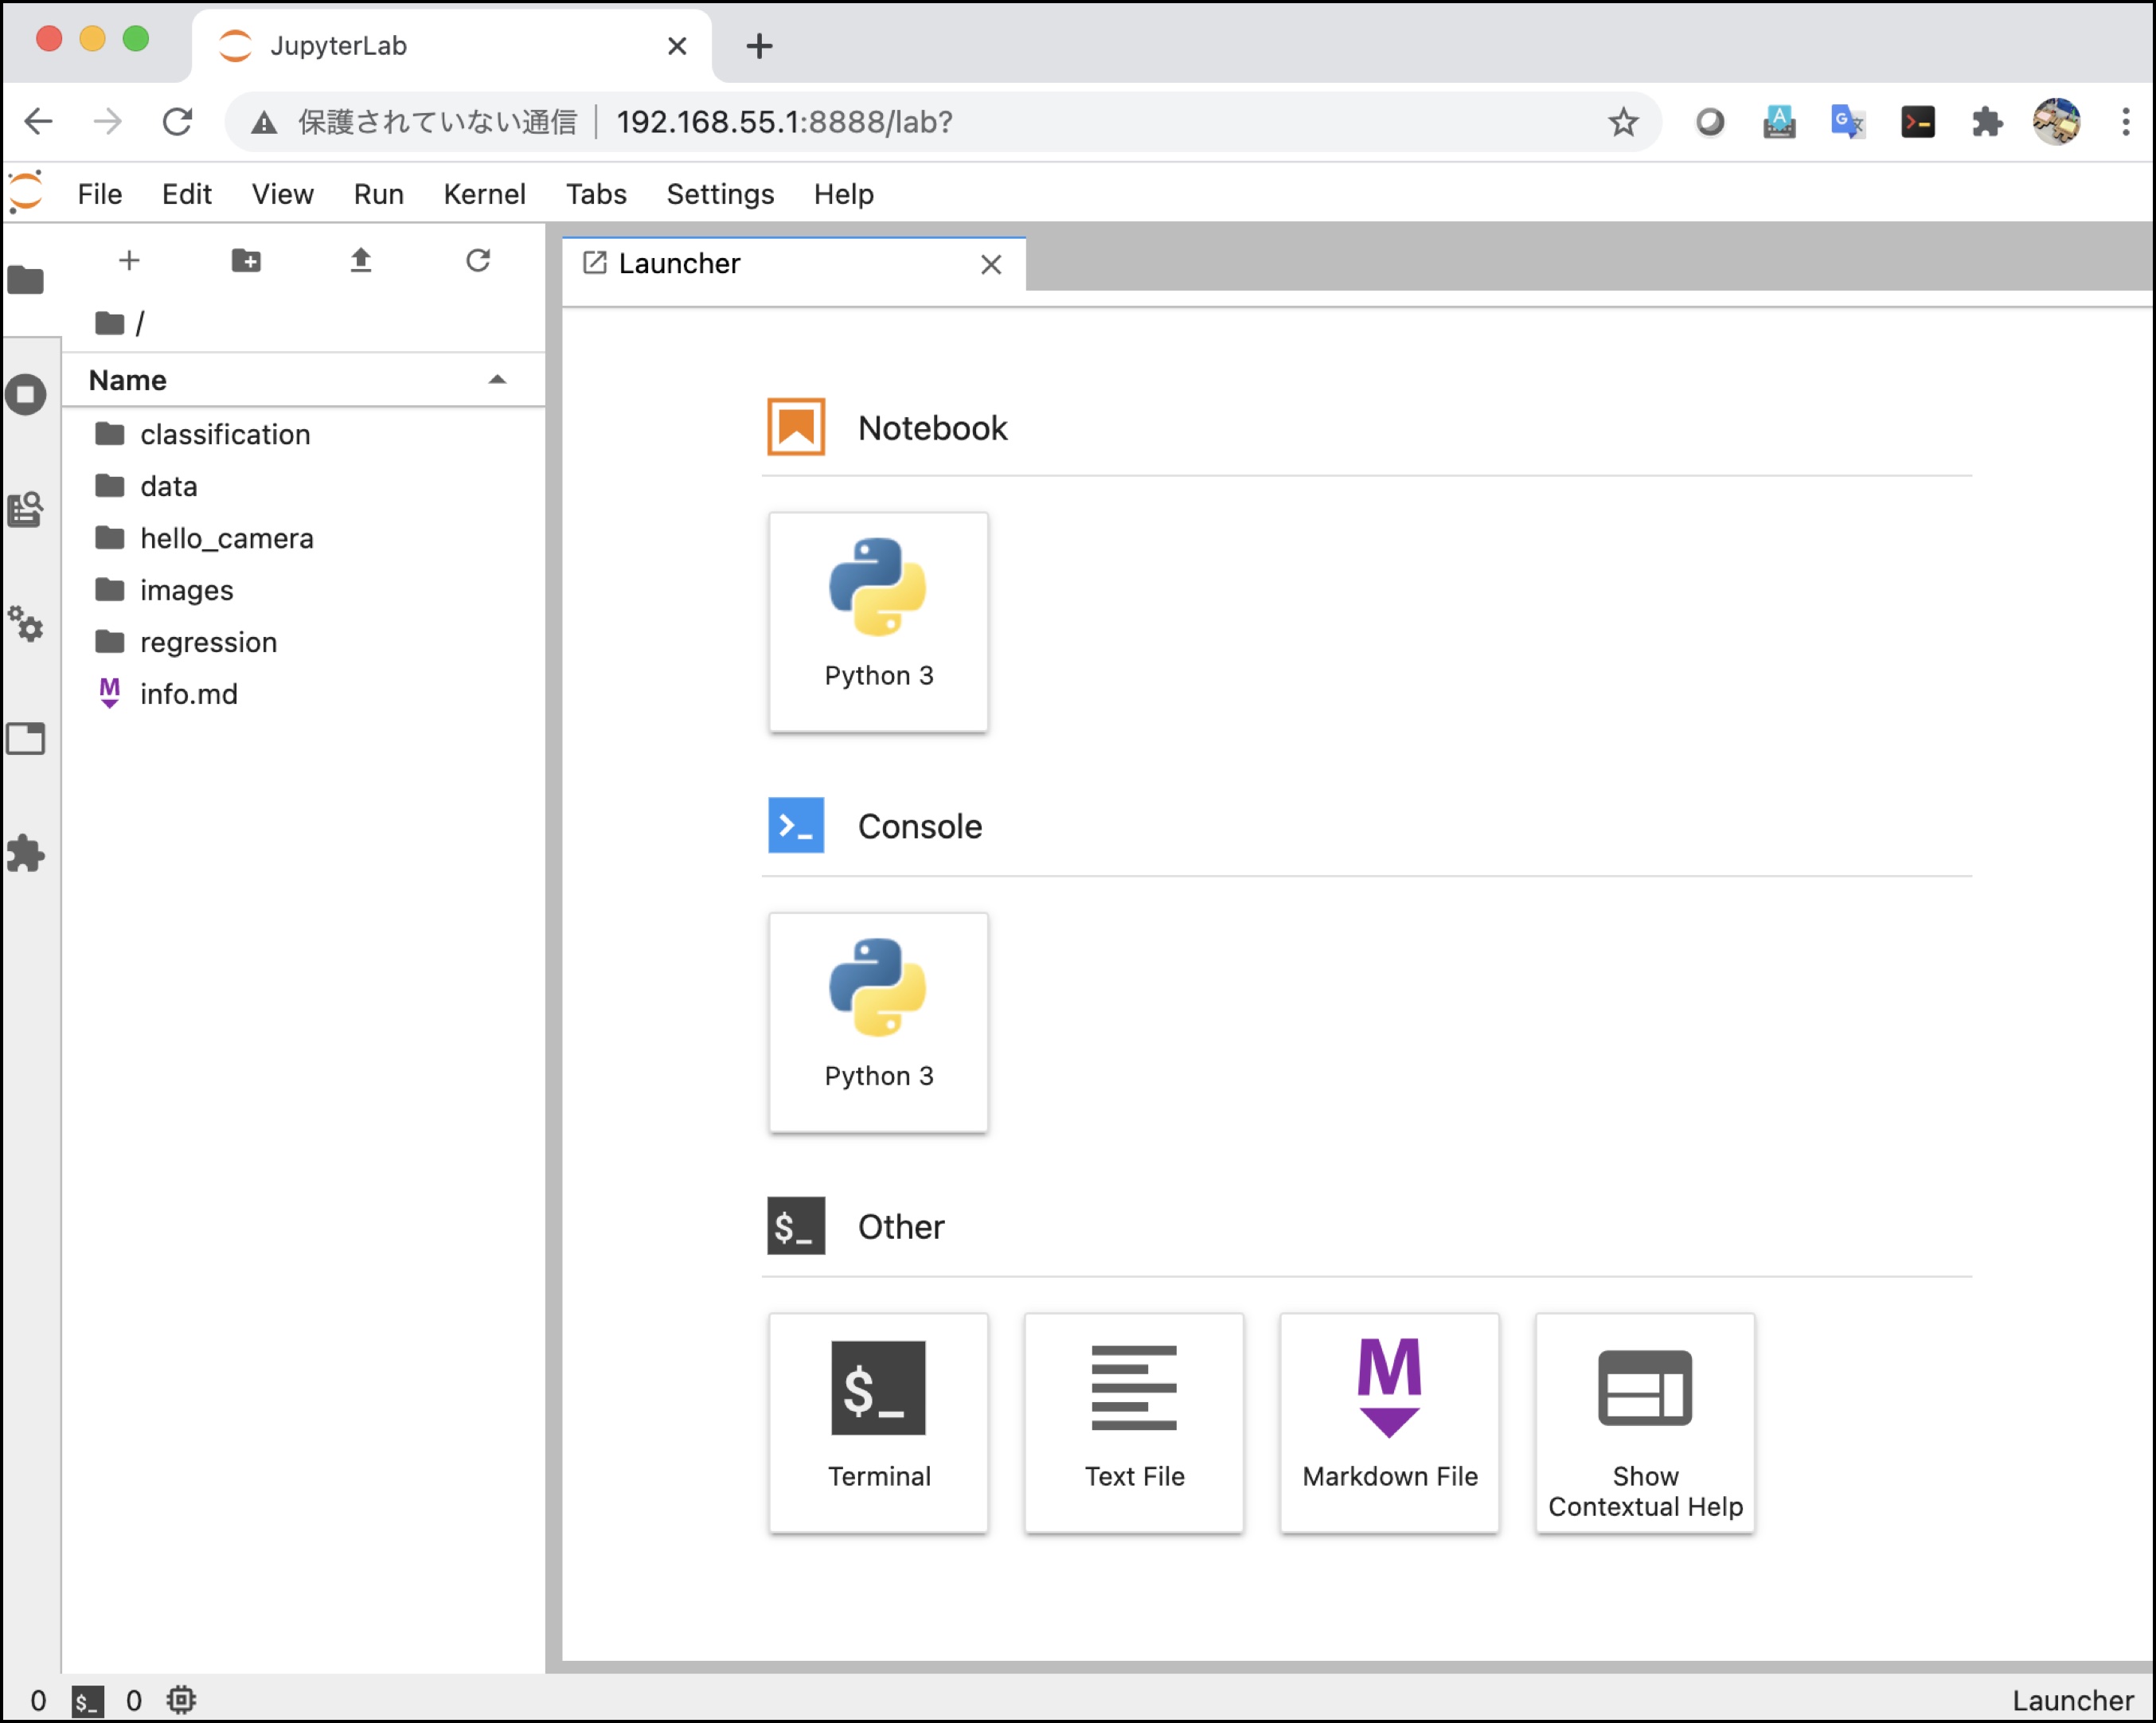 JupyterLab
保護されていない通信 192.168.55.1:8888/lab?
File Edit View Run Kernel Tabs Settings Help
Launcher
/
Name
classification
data
hello_camera
images
regression
info.md
Notebook
Python 3
Console
Python 3
$_ Other
$_
Terminal
Text File
Markdown File
Show
Contextual Help
0 $_ 0
Launcher